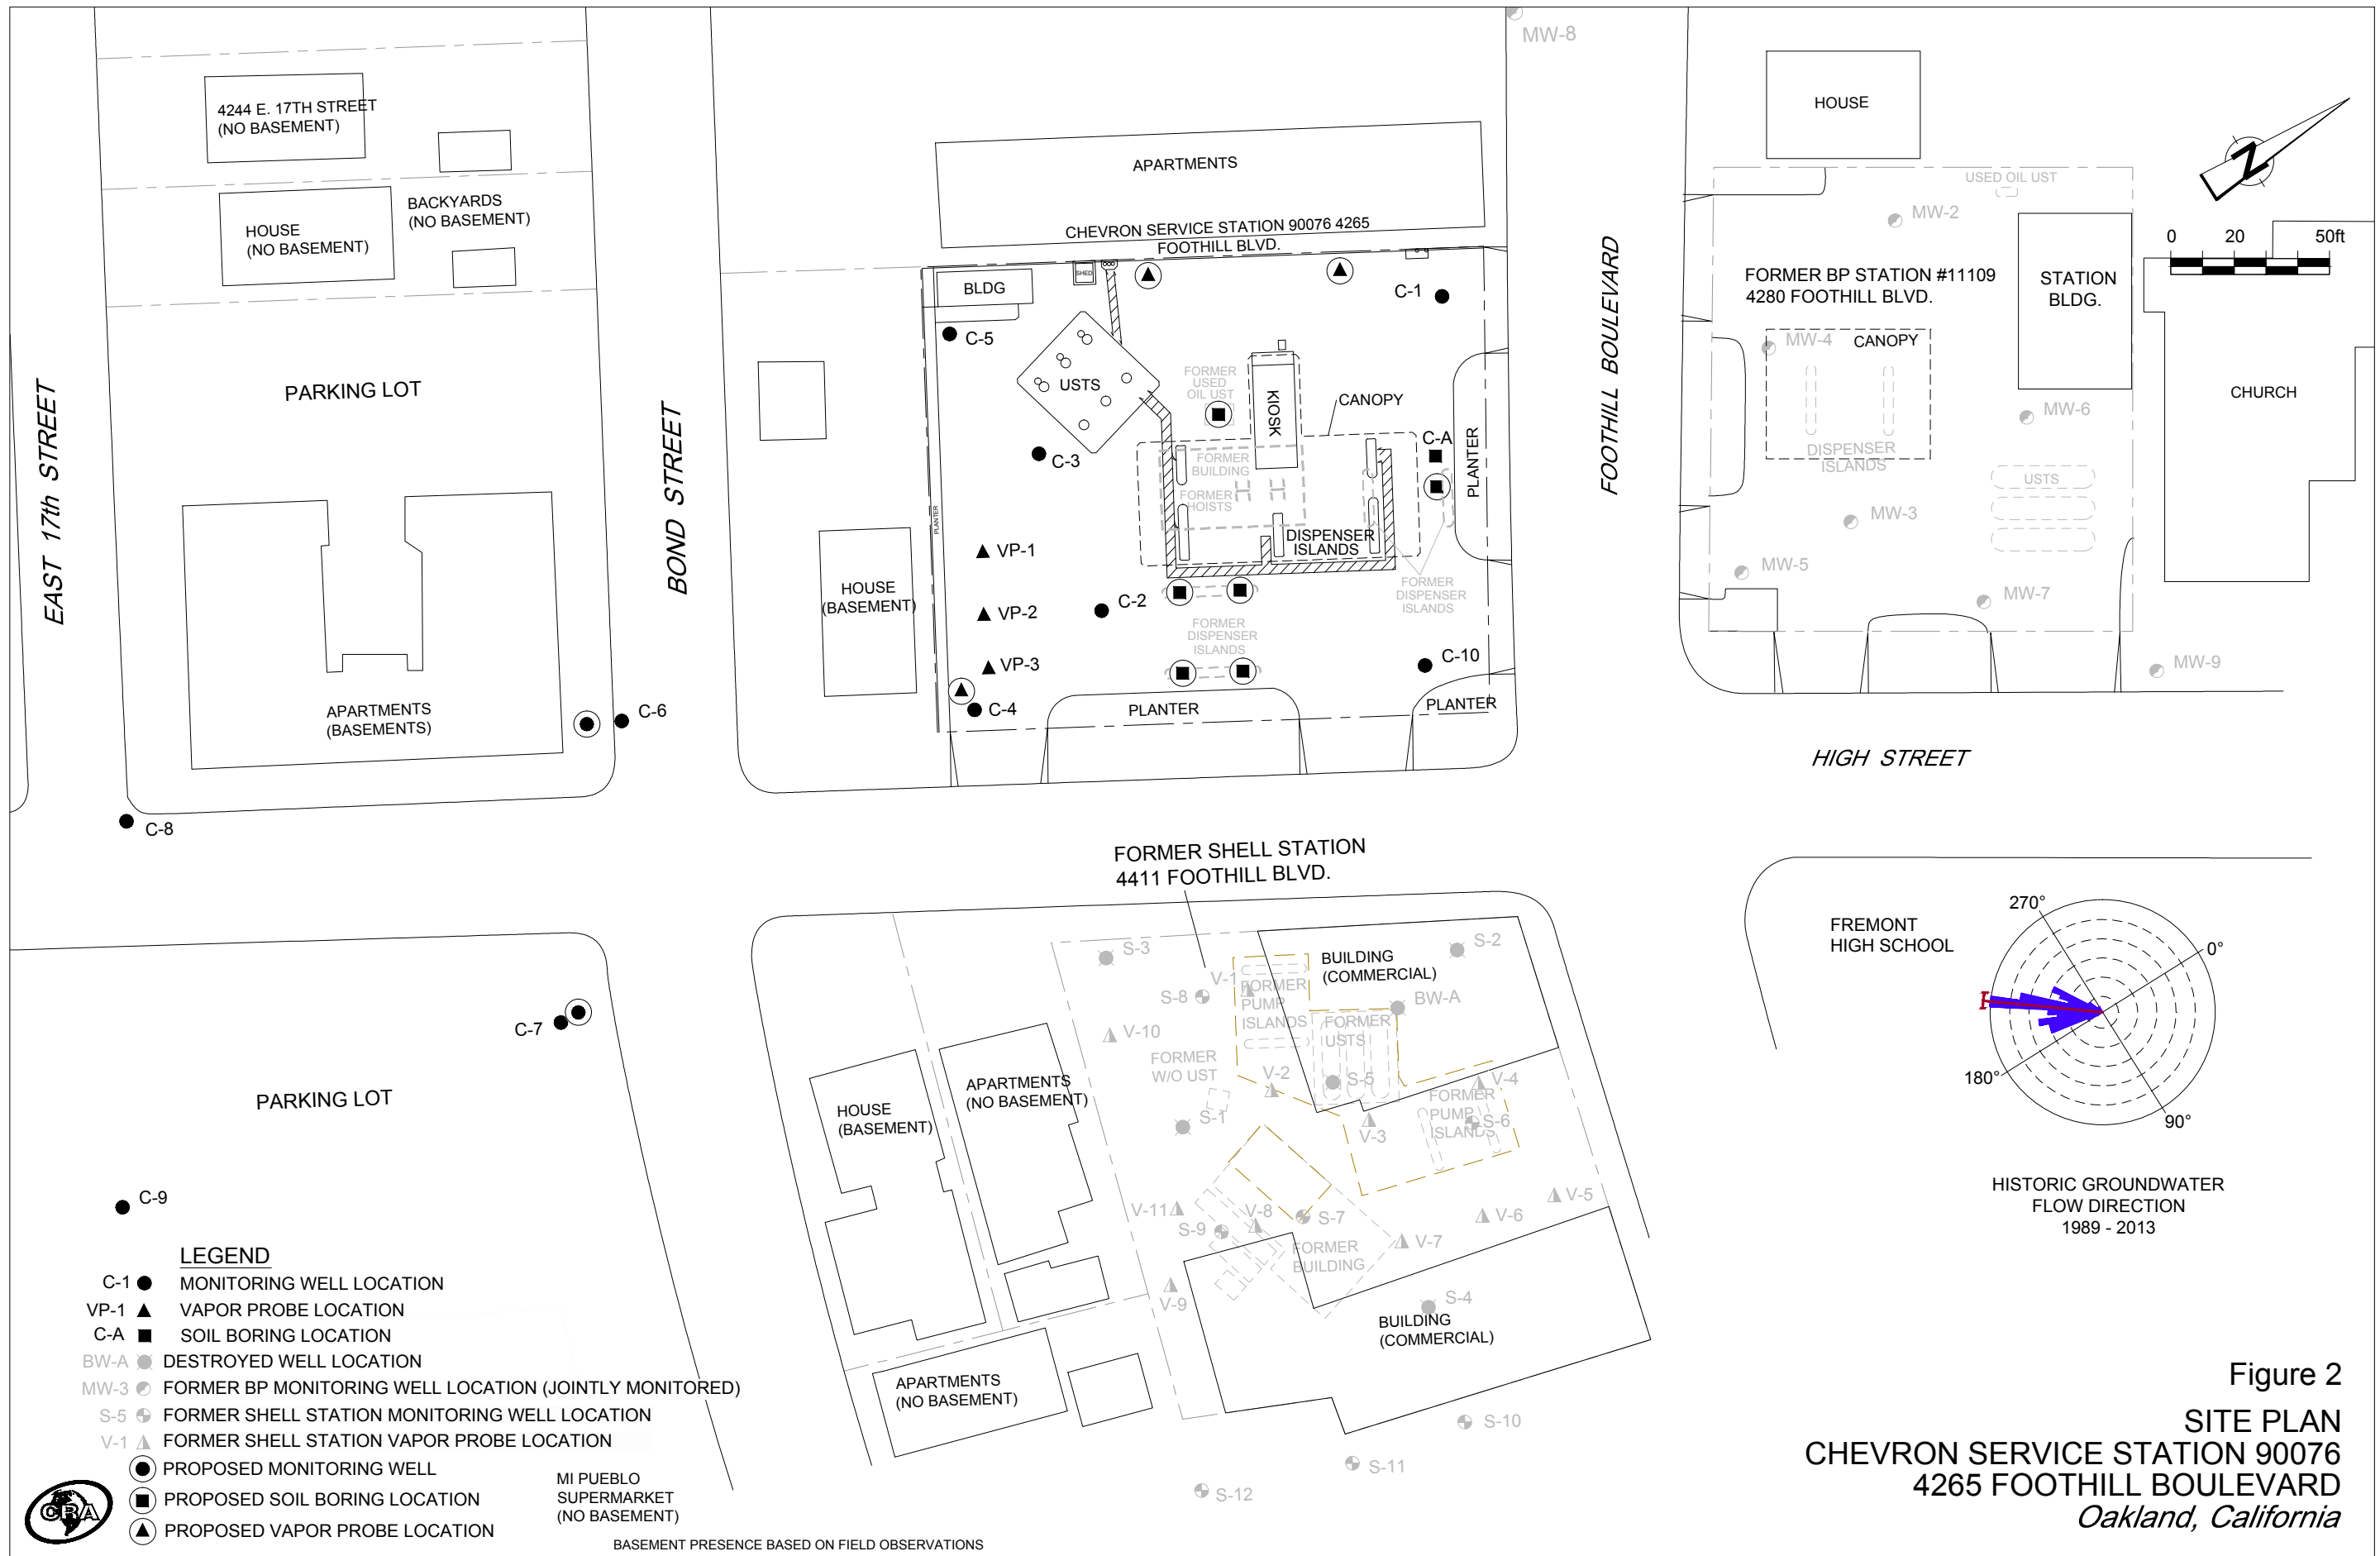 MW-8
4244 E. 17TH STREET
(NO BASEMENT)
HOUSE
(NO BASEMENT)
BACKYARDS
(NO BASEMENT)
PARKING LOT
EAST 17th STREET
BOND STREET
APARTMENTS
(BASEMENTS)
C-6
C-8
APARTMENTS
CHEVRON SERVICE STATION 90076 4265
FOOTHILL BLVD.
BLDG
SHED
C-1
C-5
USTS
FORMER
USED
OIL UST
KIOSK
CANOPY
C-A
PLANTER
C-3
FORMER
BUILDING
FORMER
HOISTS
PLANTER
VP-1
DISPENSER
ISLANDS
HOUSE
(BASEMENT)
FORMER
DISPENSER
ISLANDS
VP-2
C-2
FORMER
DISPENSER
ISLANDS
VP-3
C-10
C-4
PLANTER
PLANTER
FOOTHILL BOULEVARD
HOUSE
USED OIL UST
MW-2
FORMER BP STATION #11109
4280 FOOTHILL BLVD.
STATION
BLDG.
MW-4
CANOPY
MW-6
DISPENSER
ISLANDS
USTS
MW-3
MW-5
MW-7
MW-9
N
0 20 50ft
CHURCH
HIGH STREET
FORMER SHELL STATION
4411 FOOTHILL BLVD.
FREMONT
HIGH SCHOOL
270°
0°
180°
90°
HISTORIC GROUNDWATER
FLOW DIRECTION
1989 - 2013
S-3
S-2
BUILDING
(COMMERCIAL)
V-1
S-8
FORMER
PUMP
ISLANDS
BW-A
FORMER
USTS
V-10
FORMER
W/O UST
V-2
S-5
V-4
FORMER
PUMP
ISLANDS
S-6
S-1
V-3
V-11
V-8
S-9
S-7
V-5
V-6
V-7
FORMER
BUILDING
V-9
S-4
BUILDING
(COMMERCIAL)
S-10
S-11
S-12
HOUSE
(BASEMENT)
APARTMENTS
(NO BASEMENT)
APARTMENTS
(NO BASEMENT)
C-7
PARKING LOT
C-9
LEGEND
C-1 MONITORING WELL LOCATION
VP-1 VAPOR PROBE LOCATION
C-A SOIL BORING LOCATION
BW-A DESTROYED WELL LOCATION
MW-3 FORMER BP MONITORING WELL LOCATION (JOINTLY MONITORED)
S-5 FORMER SHELL STATION MONITORING WELL LOCATION
V-1 FORMER SHELL STATION VAPOR PROBE LOCATION
PROPOSED MONITORING WELL
PROPOSED SOIL BORING LOCATION
PROPOSED VAPOR PROBE LOCATION
CRA
MI PUEBLO
SUPERMARKET
(NO BASEMENT)
BASEMENT PRESENCE BASED ON FIELD OBSERVATIONS
Figure 2
SITE PLAN
CHEVRON SERVICE STATION 90076
4265 FOOTHILL BOULEVARD
Oakland, California